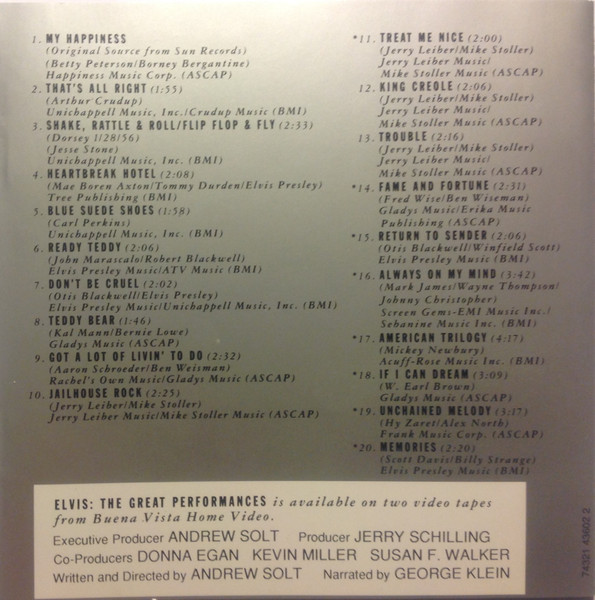 1. MY HAPPINESS
(Original Source from Sun Records)
(Betty Peterson/Borney Bergantine)
Happiness Music Corp. (ASCAP)
2. THAT'S ALL RIGHT (1:55)
(Arthur Crudup)
Unichappell Music, Inc./Crudup Music (BMI)
3. SHAKE, RATTLE & ROLL/FLIP FLOP & FLY (2:33)
(Dorsey 1/28/56)
(Jesse Stone)
Unichappell Music, Inc. (BMI)
4. HEARTBREAK HOTEL (2:08)
(Mae Boren Axton/Tommy Durden/Elvis Presley)
Tree Publishing (BMI)
5. BLUE SUEDE SHOES (1:58)
(Carl Perkins)
Unichappell Music, Inc. (BMI)
6. READY TEDDY (2:06)
(John Marascalo/Robert Blackwell)
Elvis Presley Music/ATV Music (BMI)
7. DON'T BE CRUEL (2:02)
(Otis Blackwell/Elvis Presley)
Elvis Presley Music/Unichappell Music, Inc. (BMI)
8. TEDDY BEAR (1:46)
(Kal Mann/Bernie Lowe)
Gladys Music (ASCAP)
9. GOT A LOT OF LIVIN' TO DO (2:32)
(Aaron Schroeder/Ben Weisman)
Rachel's Own Music/Gladys Music (ASCAP)
10. JAILHOUSE ROCK (2:25)
(Jerry Leiber/Mike Stoller)
Jerry Leiber Music/Mike Stoller Music (ASCAP)
*11. TREAT ME NICE (2:00)
(Jerry Leiber/Mike Stoller)
Jerry Leiber Music/
Mike Stoller Music (ASCAP)
12. KING CREOLE (2:06)
(Jerry Leiber/Mike Stoller)
Jerry Leiber Music/
Mike Stoller Music (ASCAP)
13. TROUBLE (2:16)
(Jerry Leiber/Mike Stoller)
Jerry Leiber Music/
Mike Stoller Music (ASCAP)
*14. FAME AND FORTUNE (2:31)
(Fred Wise/Ben Wiseman)
Gladys Music/Erika Music
Publishing (ASCAP)
*15. RETURN TO SENDER (2:06)
(Otis Blackwell/Winfield Scott)
Elvis Presley Music (BMI)
*16. ALWAYS ON MY MIND (3:42)
(Mark James/Wayne Thompson/
Johnny Christopher)
Screen Gems-EMI Music Inc./
Sebanine Music Inc. (BMI)
*17. AMERICAN TRILOGY (4:17)
(Mickey Newbury)
Acuff-Rose Music Inc. (BMI)
*18. IF I CAN DREAM (3:09)
(W. Earl Brown)
Gladys Music (ASCAP)
*19. UNCHAINED MELODY (3:17)
(Hy Zaret/Alex North)
Frank Music Corp. (ASCAP)
*20. MEMORIES (2:20)
(Scott Davis/Billy Strange)
Elvis Presley Music (BMI)
ELVIS: THE GREAT PERFORMANCES is available on two video tapes
from Buena Vista Home Video.
Executive Producer ANDREW SOLT Producer JERRY SCHILLING
Co-Producers DONNA EGAN KEVIN MILLER SUSAN F. WALKER
Written and Directed by ANDREW SOLT Narrated by GEORGE KLEIN
74321 43602 2